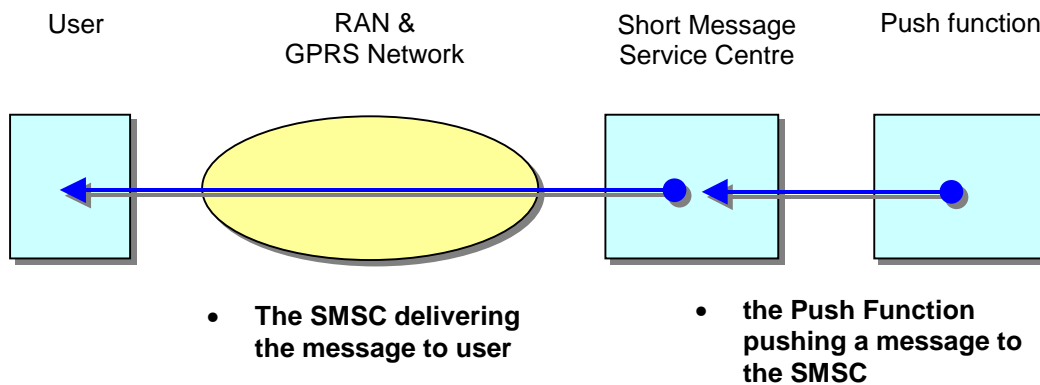 User
RAN &
GPRS Network
Short Message
Service Centre
Push function
• The SMSC delivering
the message to user
• the Push Function
pushing a message to
the SMSC